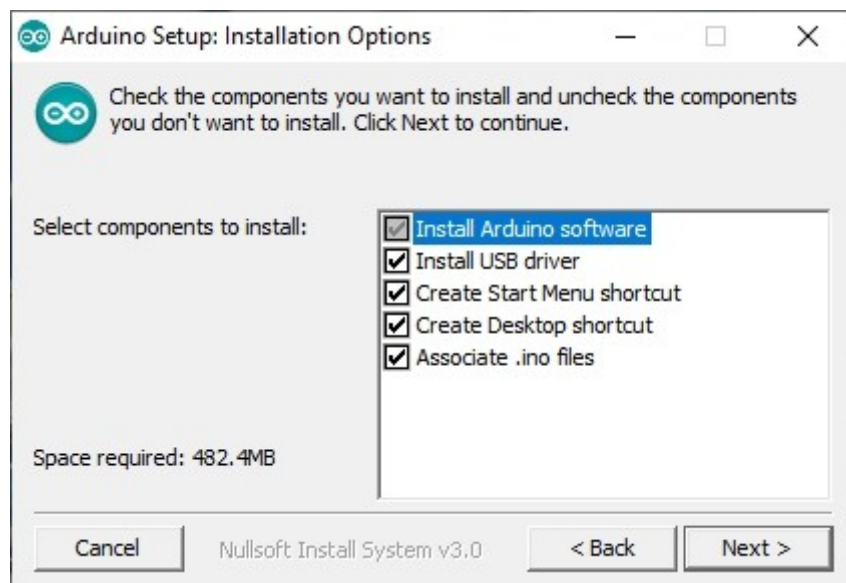 Arduino Setup: Installation Options
Check the components you want to install and uncheck the components
you don't want to install. Click Next to continue.
Select components to install:
Install Arduino software
Install USB driver
Create Start Menu shortcut
Create Desktop shortcut
Associate .ino files
Space required: 482.4MB
Cancel
Nullsoft Install System v3.0
< Back
Next >